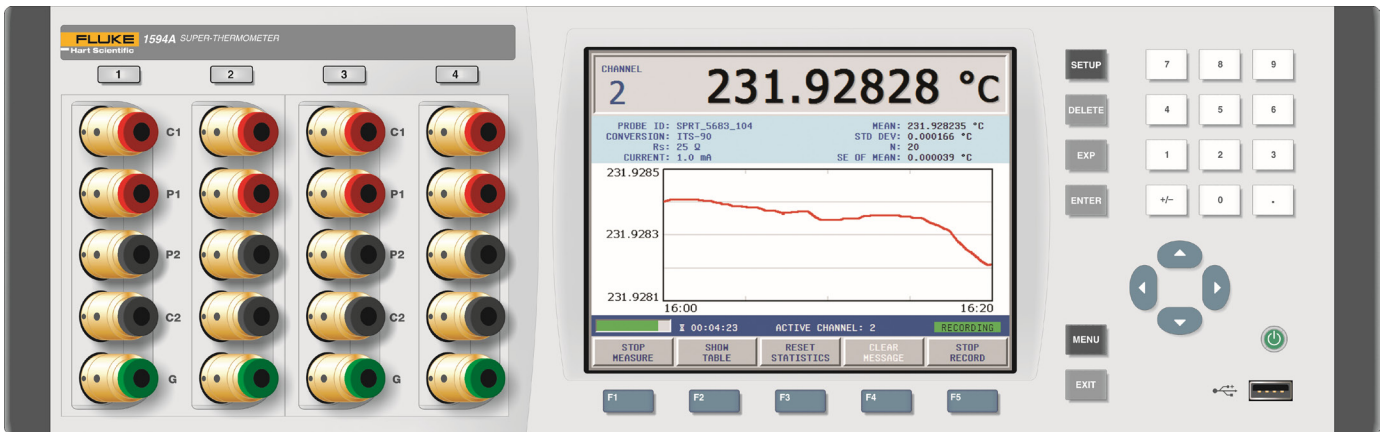 FLUKE 1594A SUPER-THERMOMETER
Hart Scientific
1 2 3 4
C1 C1
P1 P1
P2 P2
C2 C2
G G
CHANNEL
2
231.92828 °C
PROBE ID: SPRT_5683_104
CONVERSION: ITS-90
Rs: 25 Ω
CURRENT: 1.0 mA
MEAN: 231.928235 °C
STD DEV: 0.000166 °C
N: 20
SE OF MEAN: 0.000039 °C
231.9285
231.9283
231.9281
16:00 16:20
00:04:23 ACTIVE CHANNEL: 2 RECORDING
STOP MEASURE
SHOW TABLE
RESET STATISTICS
CLEAR MESSAGE
STOP RECORD
F1 F2 F3 F4 F5
SETUP 7 8 9
DELETE 4 5 6
EXP 1 2 3
ENTER +/− 0 .
MENU
EXIT